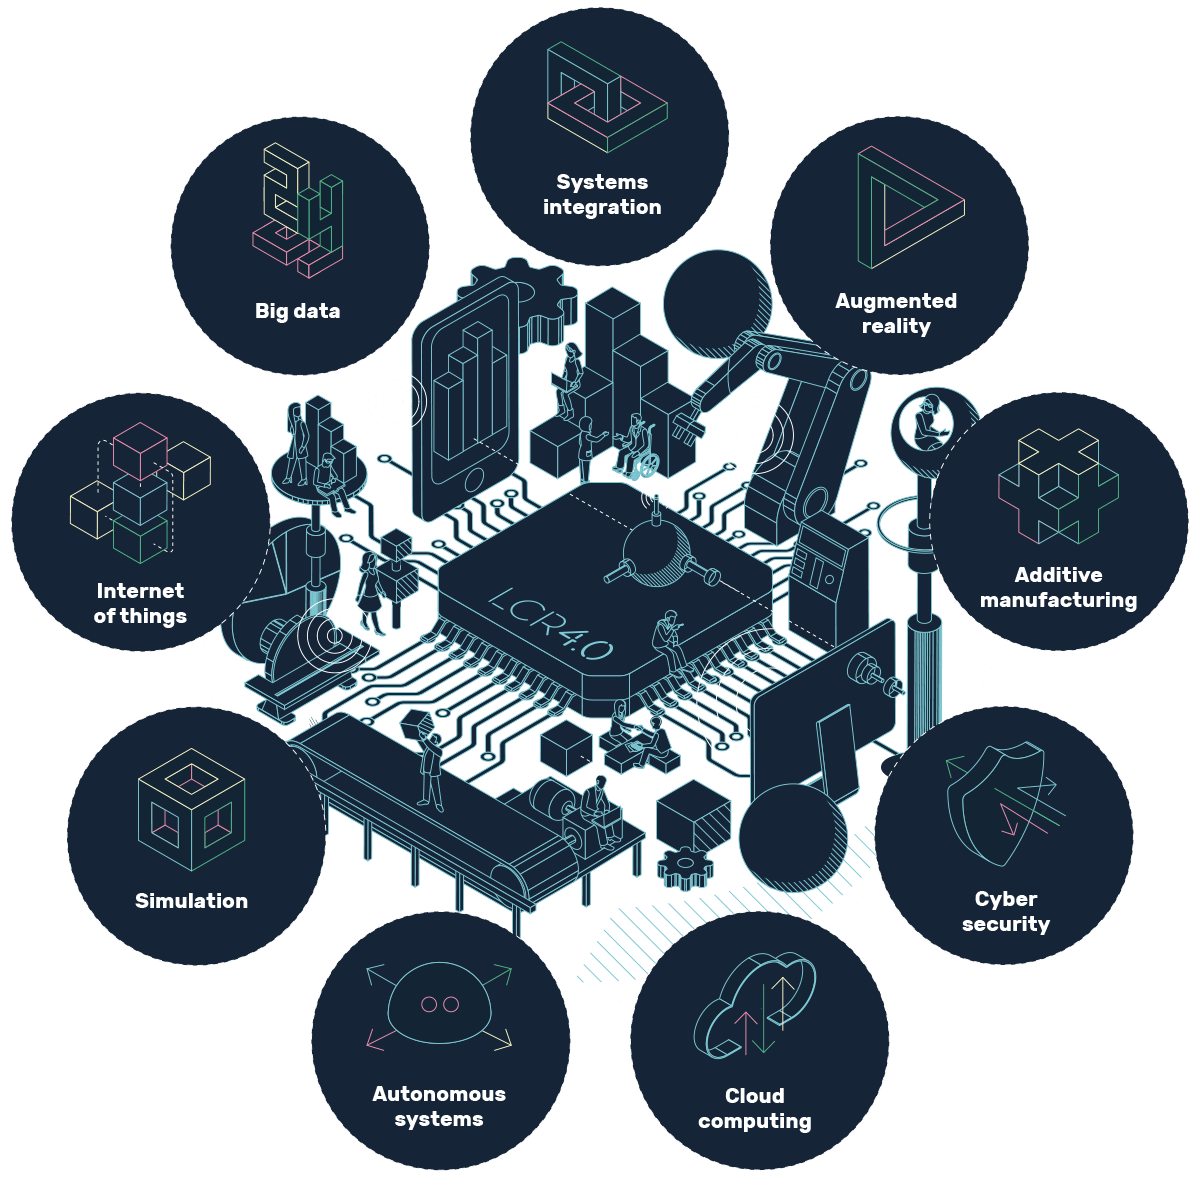 Systems
integration
Augmented
reality
Big data
Additive
manufacturing
Internet
of things
LCR4.0
Cyber
security
Simulation
Autonomous
systems
Cloud
computing